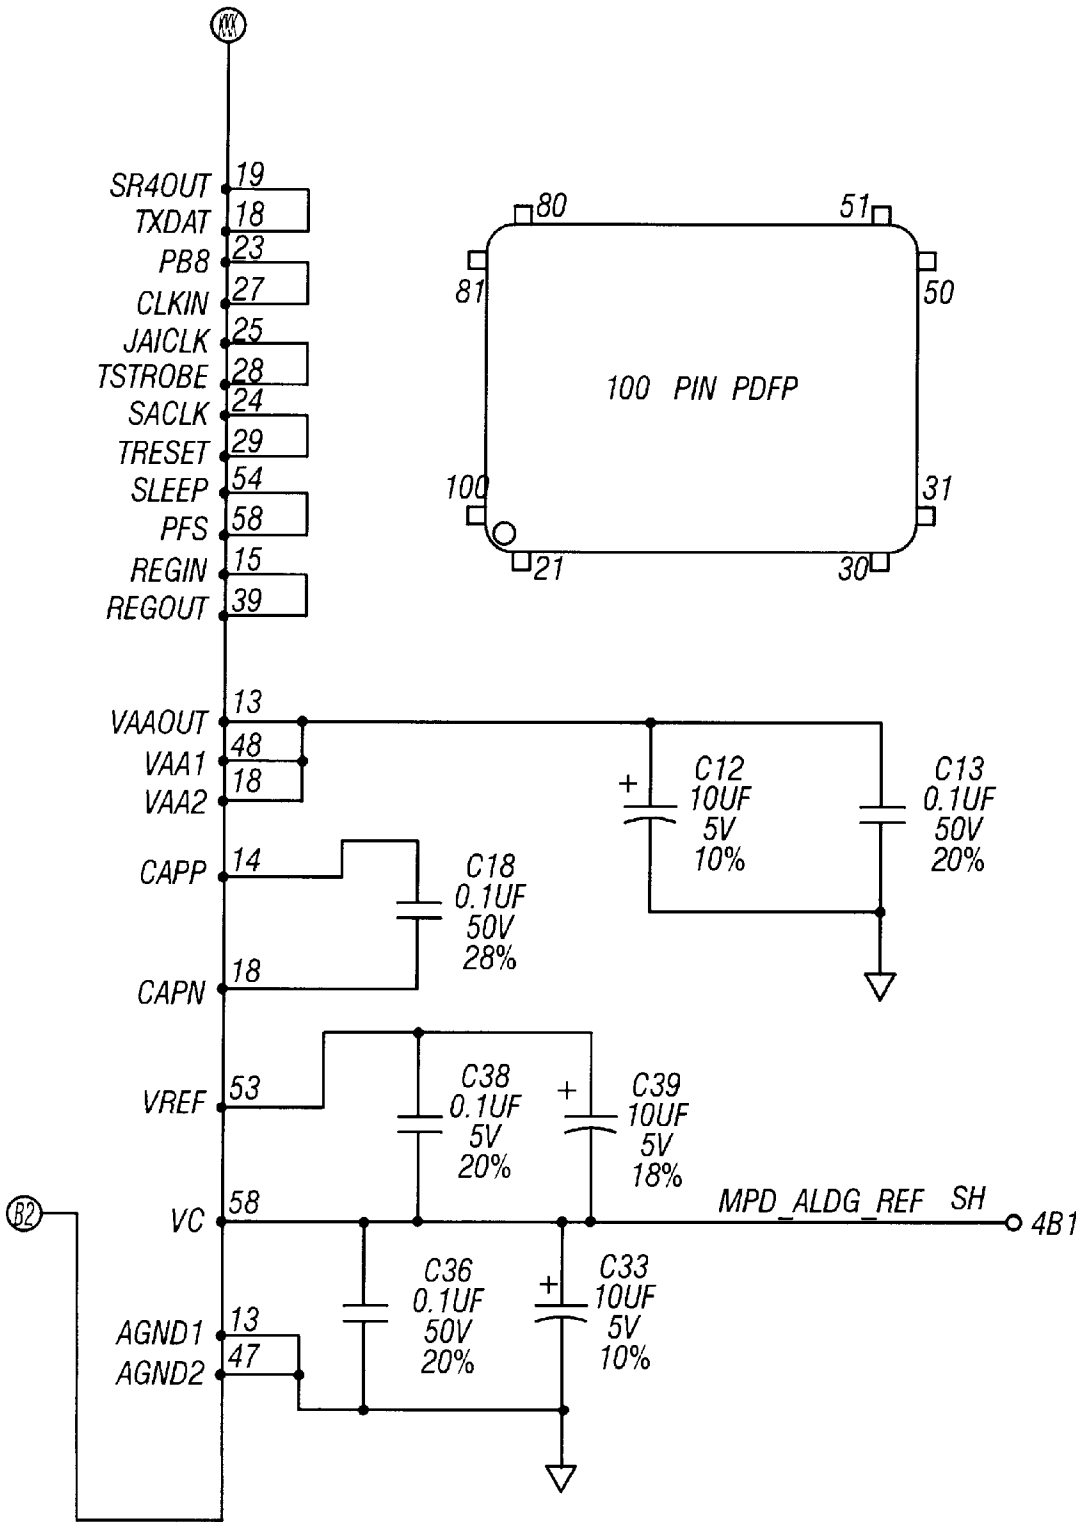 KKK
SR4OUT 19
TXDAT 18
PB8 23
CLKIN 27
JAICLK 25
TSTROBE 28
SACLK 24
TRESET 29
SLEEP 54
PFS 58
REGIN 15
REGOUT 39
80 51
81 50
100 PIN PDFP
100 31
21 30
VAAOUT 13
VAA1 48
VAA2 18
+ C12
10UF
5V
10%
C13
0.1UF
50V
20%
CAPP 14
C18
0.1UF
50V
28%
CAPN 18
VREF 53
C38
0.1UF
5V
20%
+ C39
10UF
5V
18%
B2
VC 58
MPD_ALDG_REF SH
4B1
C36
0.1UF
50V
20%
+ C33
10UF
5V
10%
AGND1 13
AGND2 47